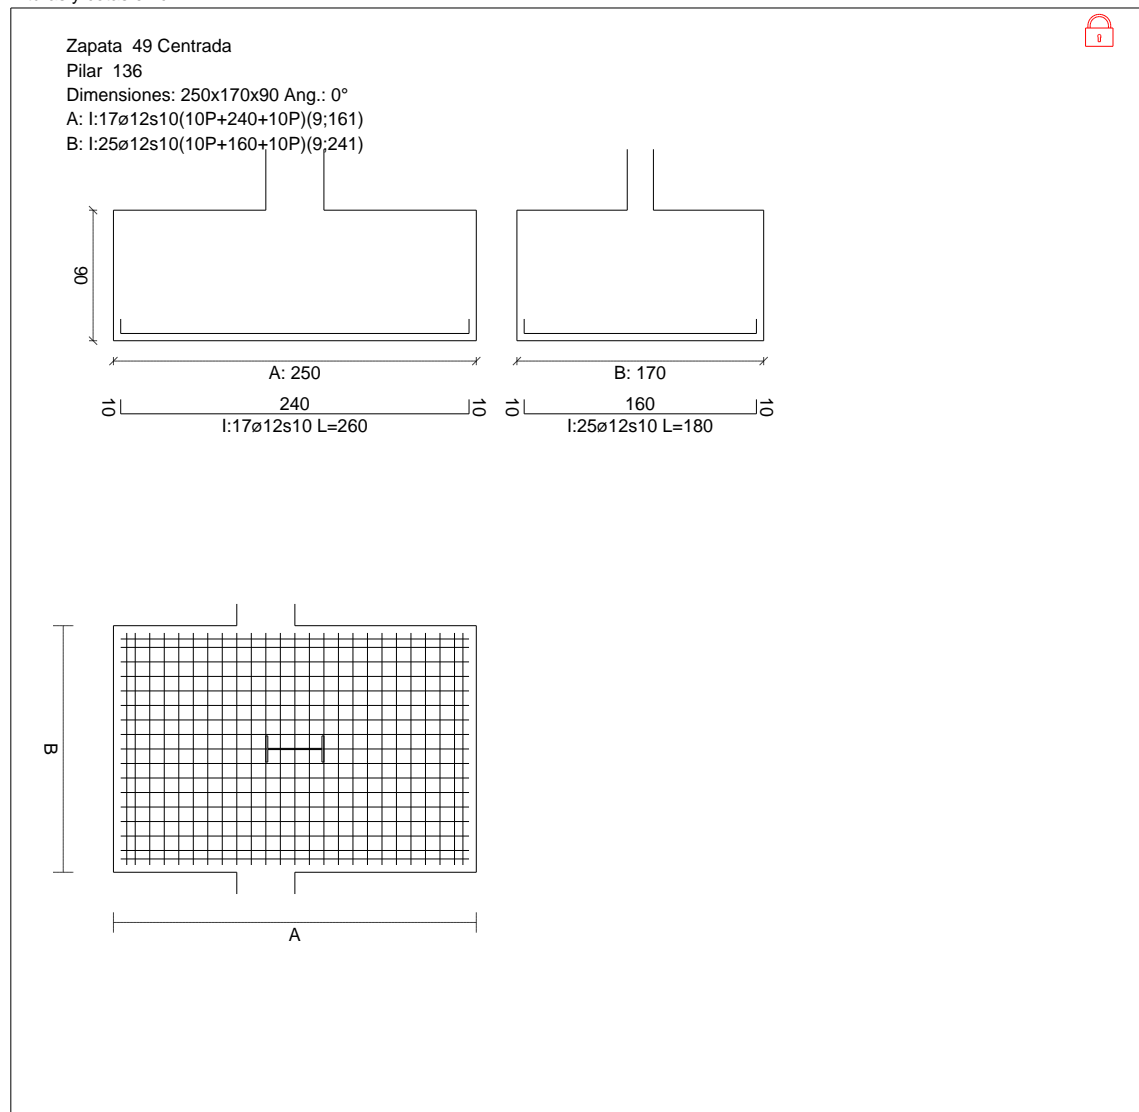 Zapata 49 Centrada
Pilar 136
Dimensiones: 250x170x90 Ang.: 0°
A: I:17ø12s10(10P+240+10P)(9;161)
B: I:25ø12s10(10P+160+10P)(9;241)
90
A: 250
B: 170
10 240 10
I:17ø12s10 L=260
10 160 10
I:25ø12s10 L=180
B
A